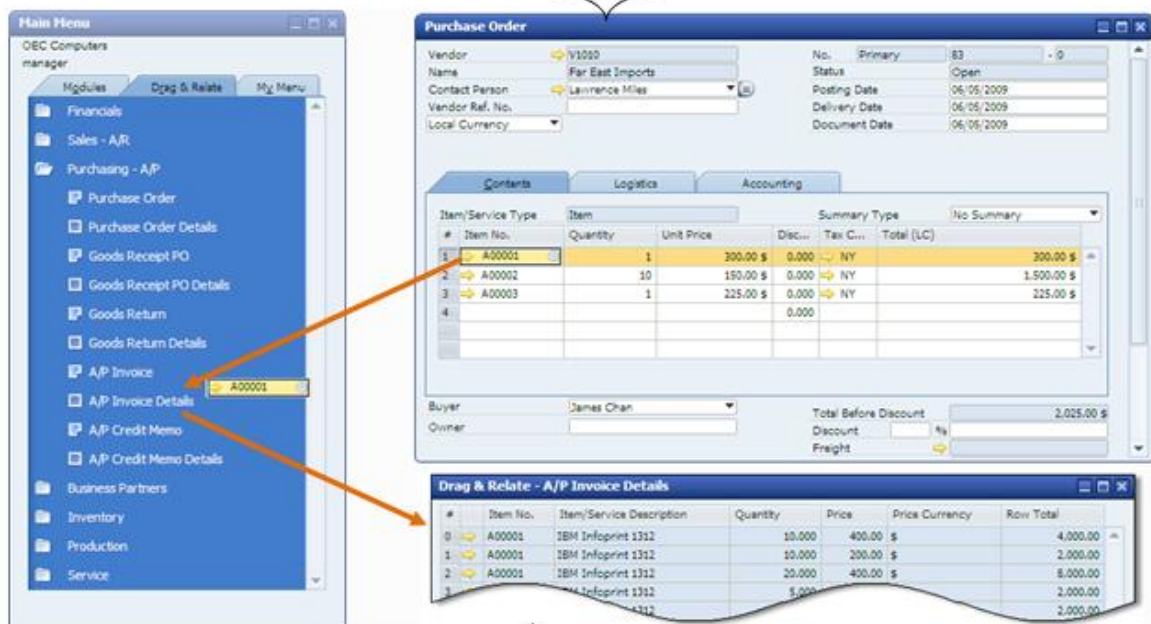 Main Menu
OEC Computers
manager
Modules Drag & Relate My Menu
Financials
Sales - A/R
Purchasing - A/P
Purchase Order
Purchase Order Details
Goods Receipt PO
Goods Receipt PO Details
Goods Return
Goods Return Details
A/P Invoice
A00001
A/P Invoice Details
A/P Credit Memo
A/P Credit Memo Details
Business Partners
Inventory
Production
Service
Purchase Order
Vendor V1010 No. Primary 83 - 0
Name Far East Imports Status Open
Contact Person Lawrence Miles Posting Date 06/05/2009
Vendor Ref. No. Delivery Date 06/05/2009
Local Currency Document Date 06/05/2009
Contents Logistics Accounting
Item/Service Type Item Summary Type No Summary
# Item No. Quantity Unit Price Disc... Tax C... Total (LC)
1 A00001 1 300.00 $ 0.000 NY 300.00 $
2 A00002 10 150.00 $ 0.000 NY 1.500.00 $
3 A00003 1 225.00 $ 0.000 NY 225.00 $
4 0.000
Buyer James Chan Total Before Discount 2,025.00 $
Owner Discount %
Freight
Drag & Relate - A/P Invoice Details
# Item No. Item/Service Description Quantity Price Price Currency Row Total
0 A00001 IBM Infoprint 1312 10.000 400.00 $ 4,000.00
1 A00001 IBM Infoprint 1312 10.000 200.00 $ 2,000.00
2 A00001 IBM Infoprint 1312 20.000 400.00 $ 8,000.00
3 Infoprint 1312 5.000 2,000.00
1312 2,000.00